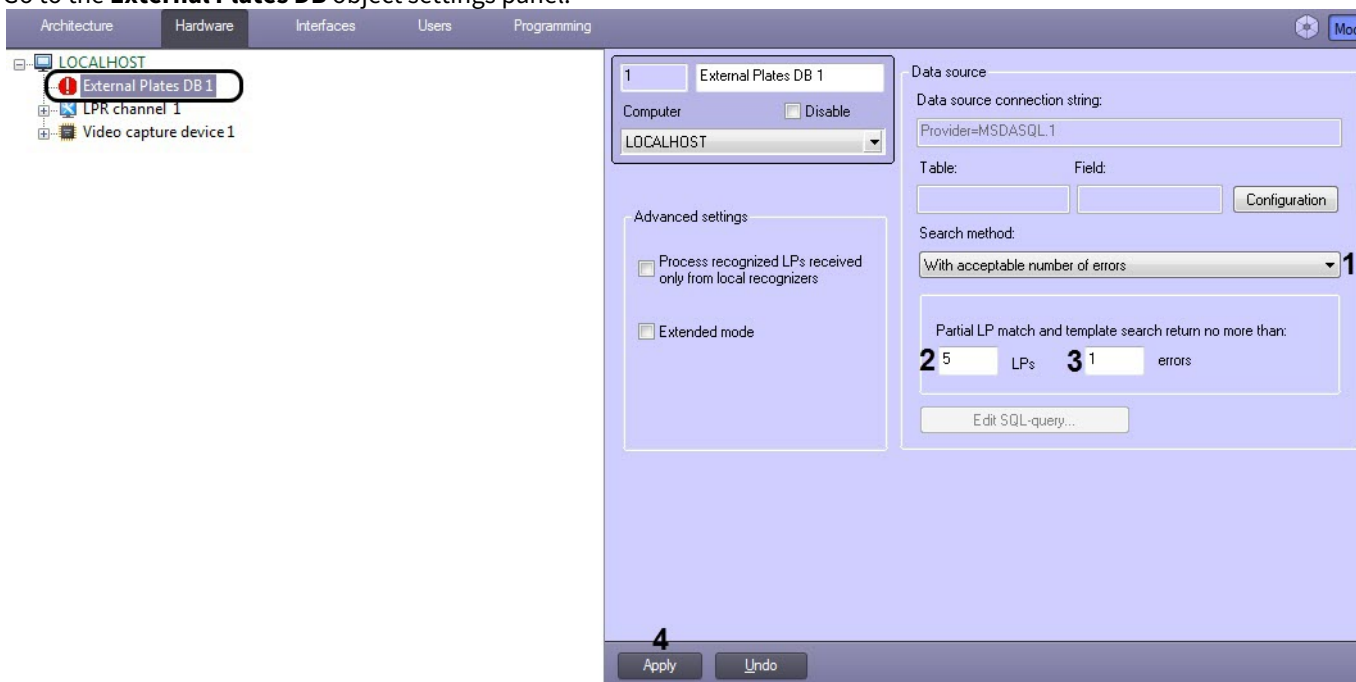 Go to the External Plates DB object settings panel.
Architecture Hardware Interfaces Users Programming
LOCALHOST
External Plates DB 1
LPR channel 1
Video capture device 1
1 External Plates DB 1
Computer Disable
LOCALHOST
Advanced settings
Process recognized LPs received
only from local recognizers
Extended mode
Data source
Data source connection string:
Provider=MSDASQL.1
Table: Field:
Configuration
Search method:
With acceptable number of errors 1
Partial LP match and template search return no more than:
2 5 LPs 3 1 errors
Edit SQL-query...
4
Apply Undo